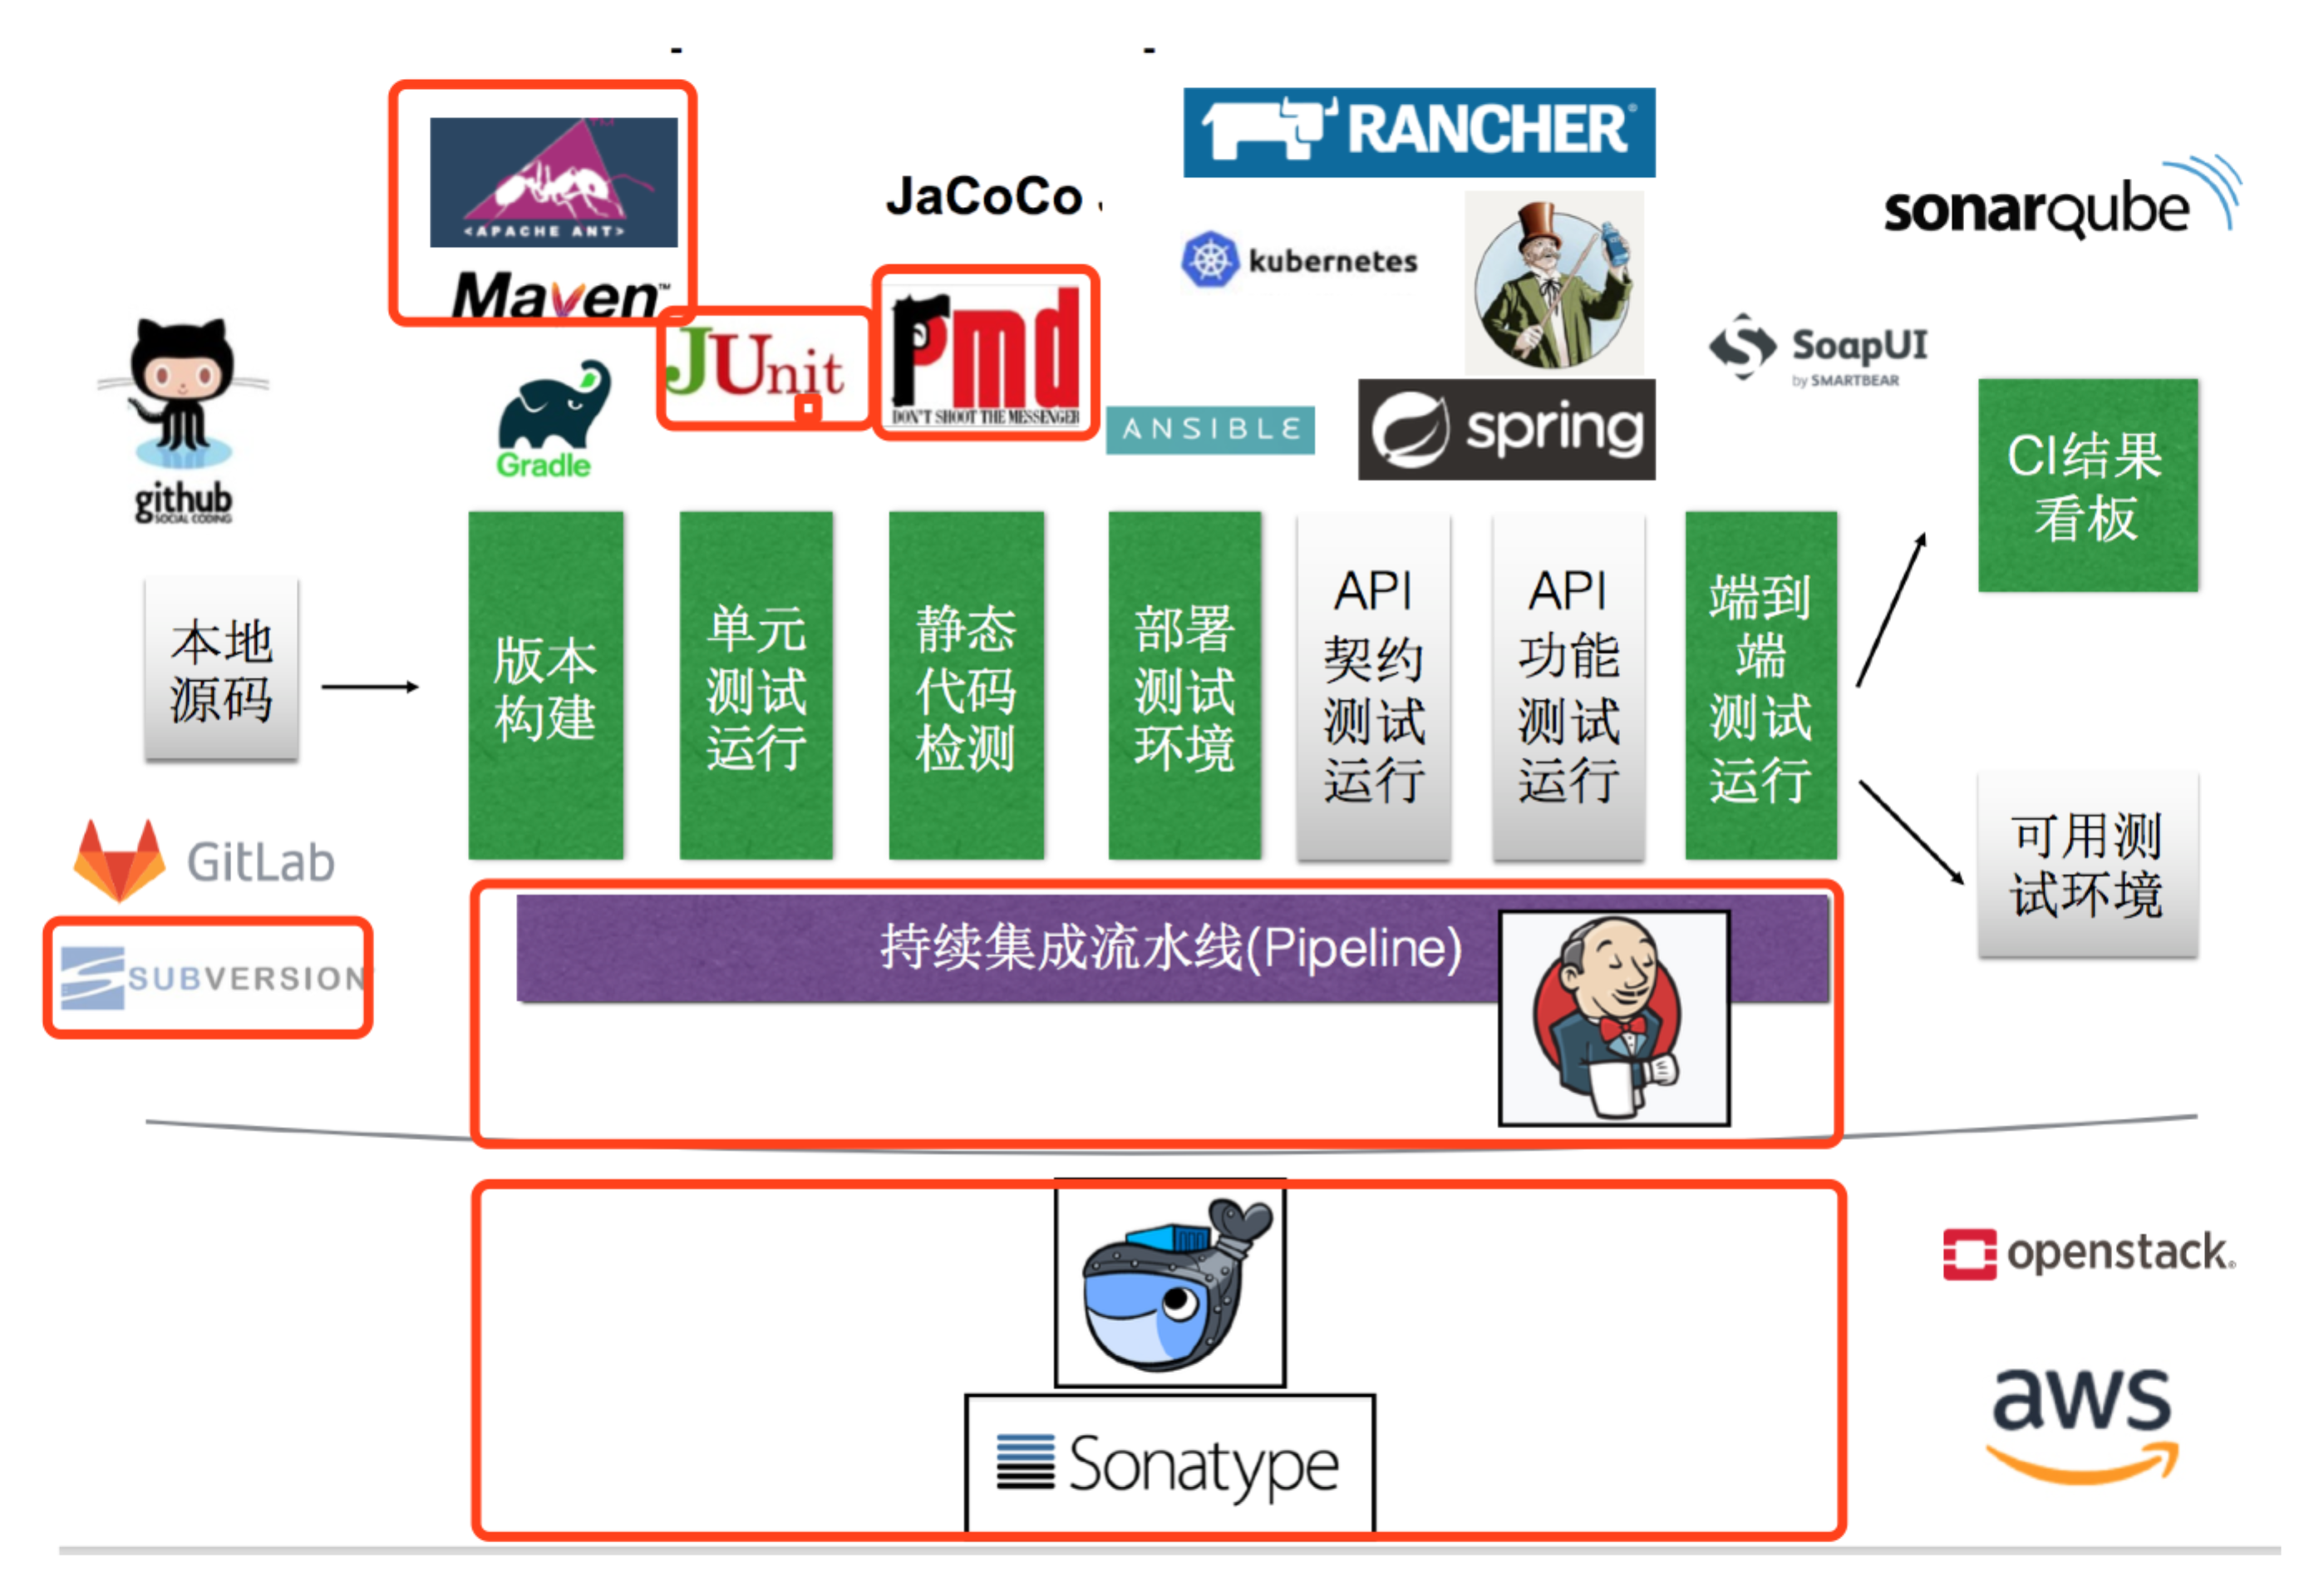 -
-
<APACHE ANT>
Maven™
RANCHER®
JaCoCo
kubernetes
sonarqube
JUnit
pmd
DON'T SHOOT THE MESSENGER
SoapUI
by SMARTBEAR
ANSIBLE
spring
Gradle
github
SOCIAL CODING
CI结果
看板
本地
源码
版本
构建
单元
测试
运行
静态
代码
检测
部署
测试
环境
API
契约
测试
运行
API
功能
测试
运行
端到
端
测试
运行
可用测
试环境
GitLab
SUBVERSION
持续集成流水线(Pipeline)
openstack.
Sonatype
aws